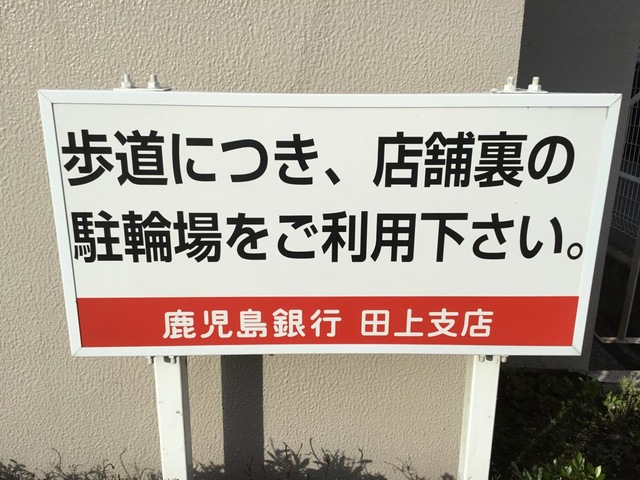 歩道につき、店舗裏の
駐輪場をご利用下さい。
鹿児島銀行 田上支店